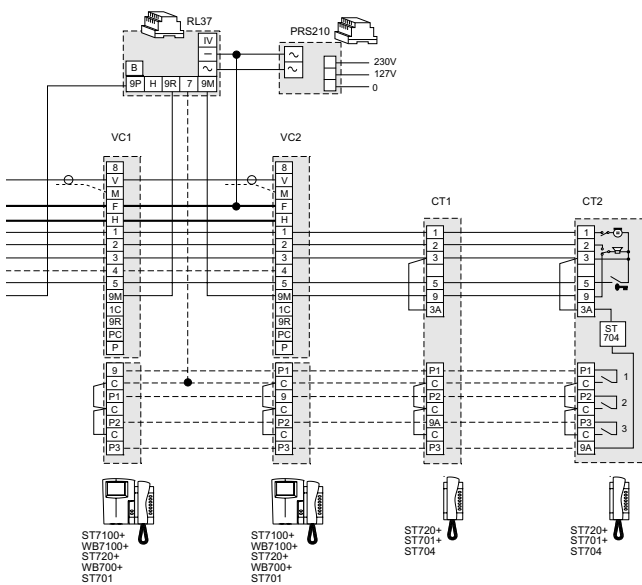 RL37
PRS210
IV
–
~
B
9P H 9R 7 9M
~
~
230V
127V
0
VC1
8
V
M
F
H
1
2
3
4
5
9M
1C
9R
PC
P
9
C
P1
C
P2
C
P3
VC2
8
V
M
F
H
1
2
3
4
5
9M
1C
9R
PC
P
P1
C
9
C
P2
C
P3
CT1
1
2
3
5
9
3A
P1
C
P2
C
9A
C
P3
CT2
1
2
3
5
9
3A
ST
704
P1
C
P2
C
P3
C
9A
1
2
3
ST7100+
WB7100+
ST720+
WB700+
ST701
ST7100+
WB7100+
ST720+
WB700+
ST701
ST720+
ST701+
ST704
ST720+
ST701+
ST704